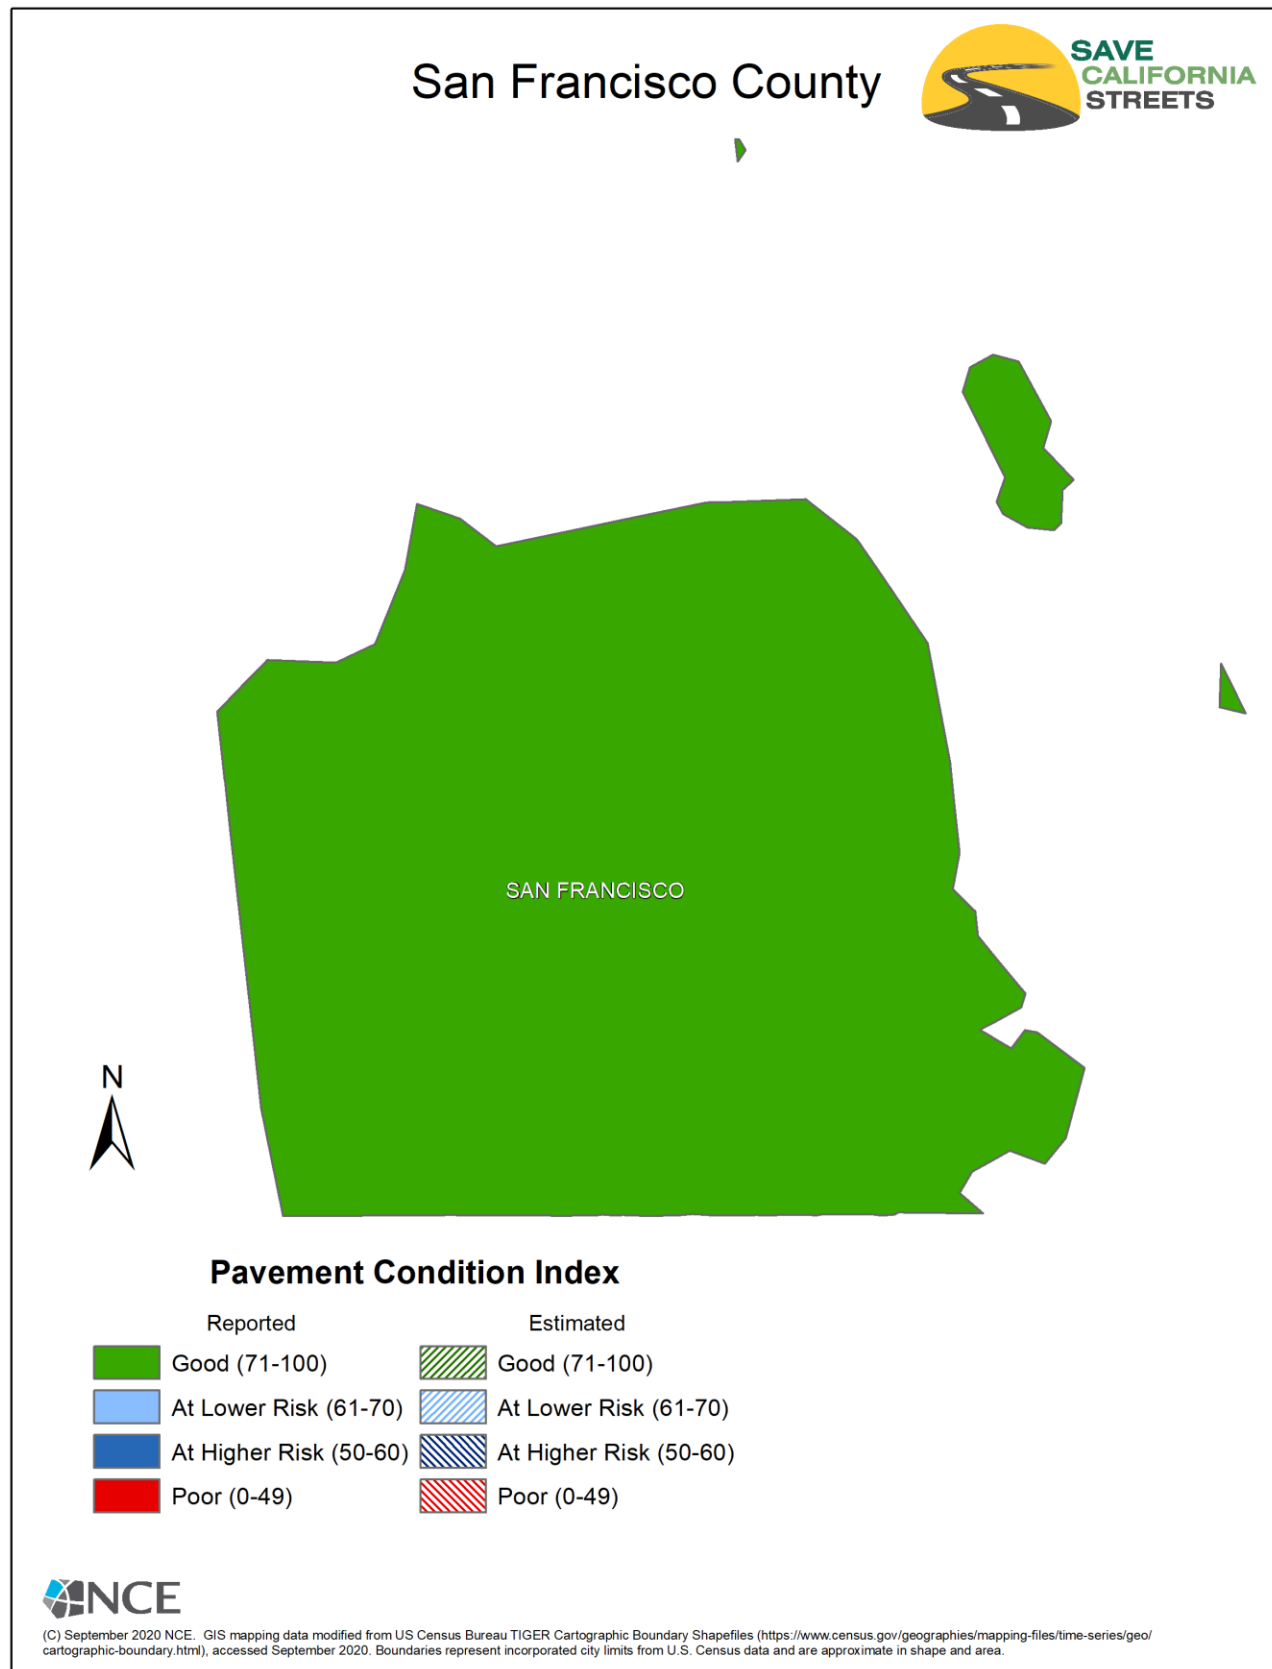 San Francisco County
SAVE
CALIFORNIA
STREETS
SAN FRANCISCO
N
Pavement Condition Index
Reported
Estimated
Good (71-100)
Good (71-100)
At Lower Risk (61-70)
At Lower Risk (61-70)
At Higher Risk (50-60)
At Higher Risk (50-60)
Poor (0-49)
Poor (0-49)
NCE
(C) September 2020 NCE. GIS mapping data modified from US Census Bureau TIGER Cartographic Boundary Shapefiles (https://www.census.gov/geographies/mapping-files/time-series/geo/
cartographic-boundary.html), accessed September 2020. Boundaries represent incorporated city limits from U.S. Census data and are approximate in shape and area.